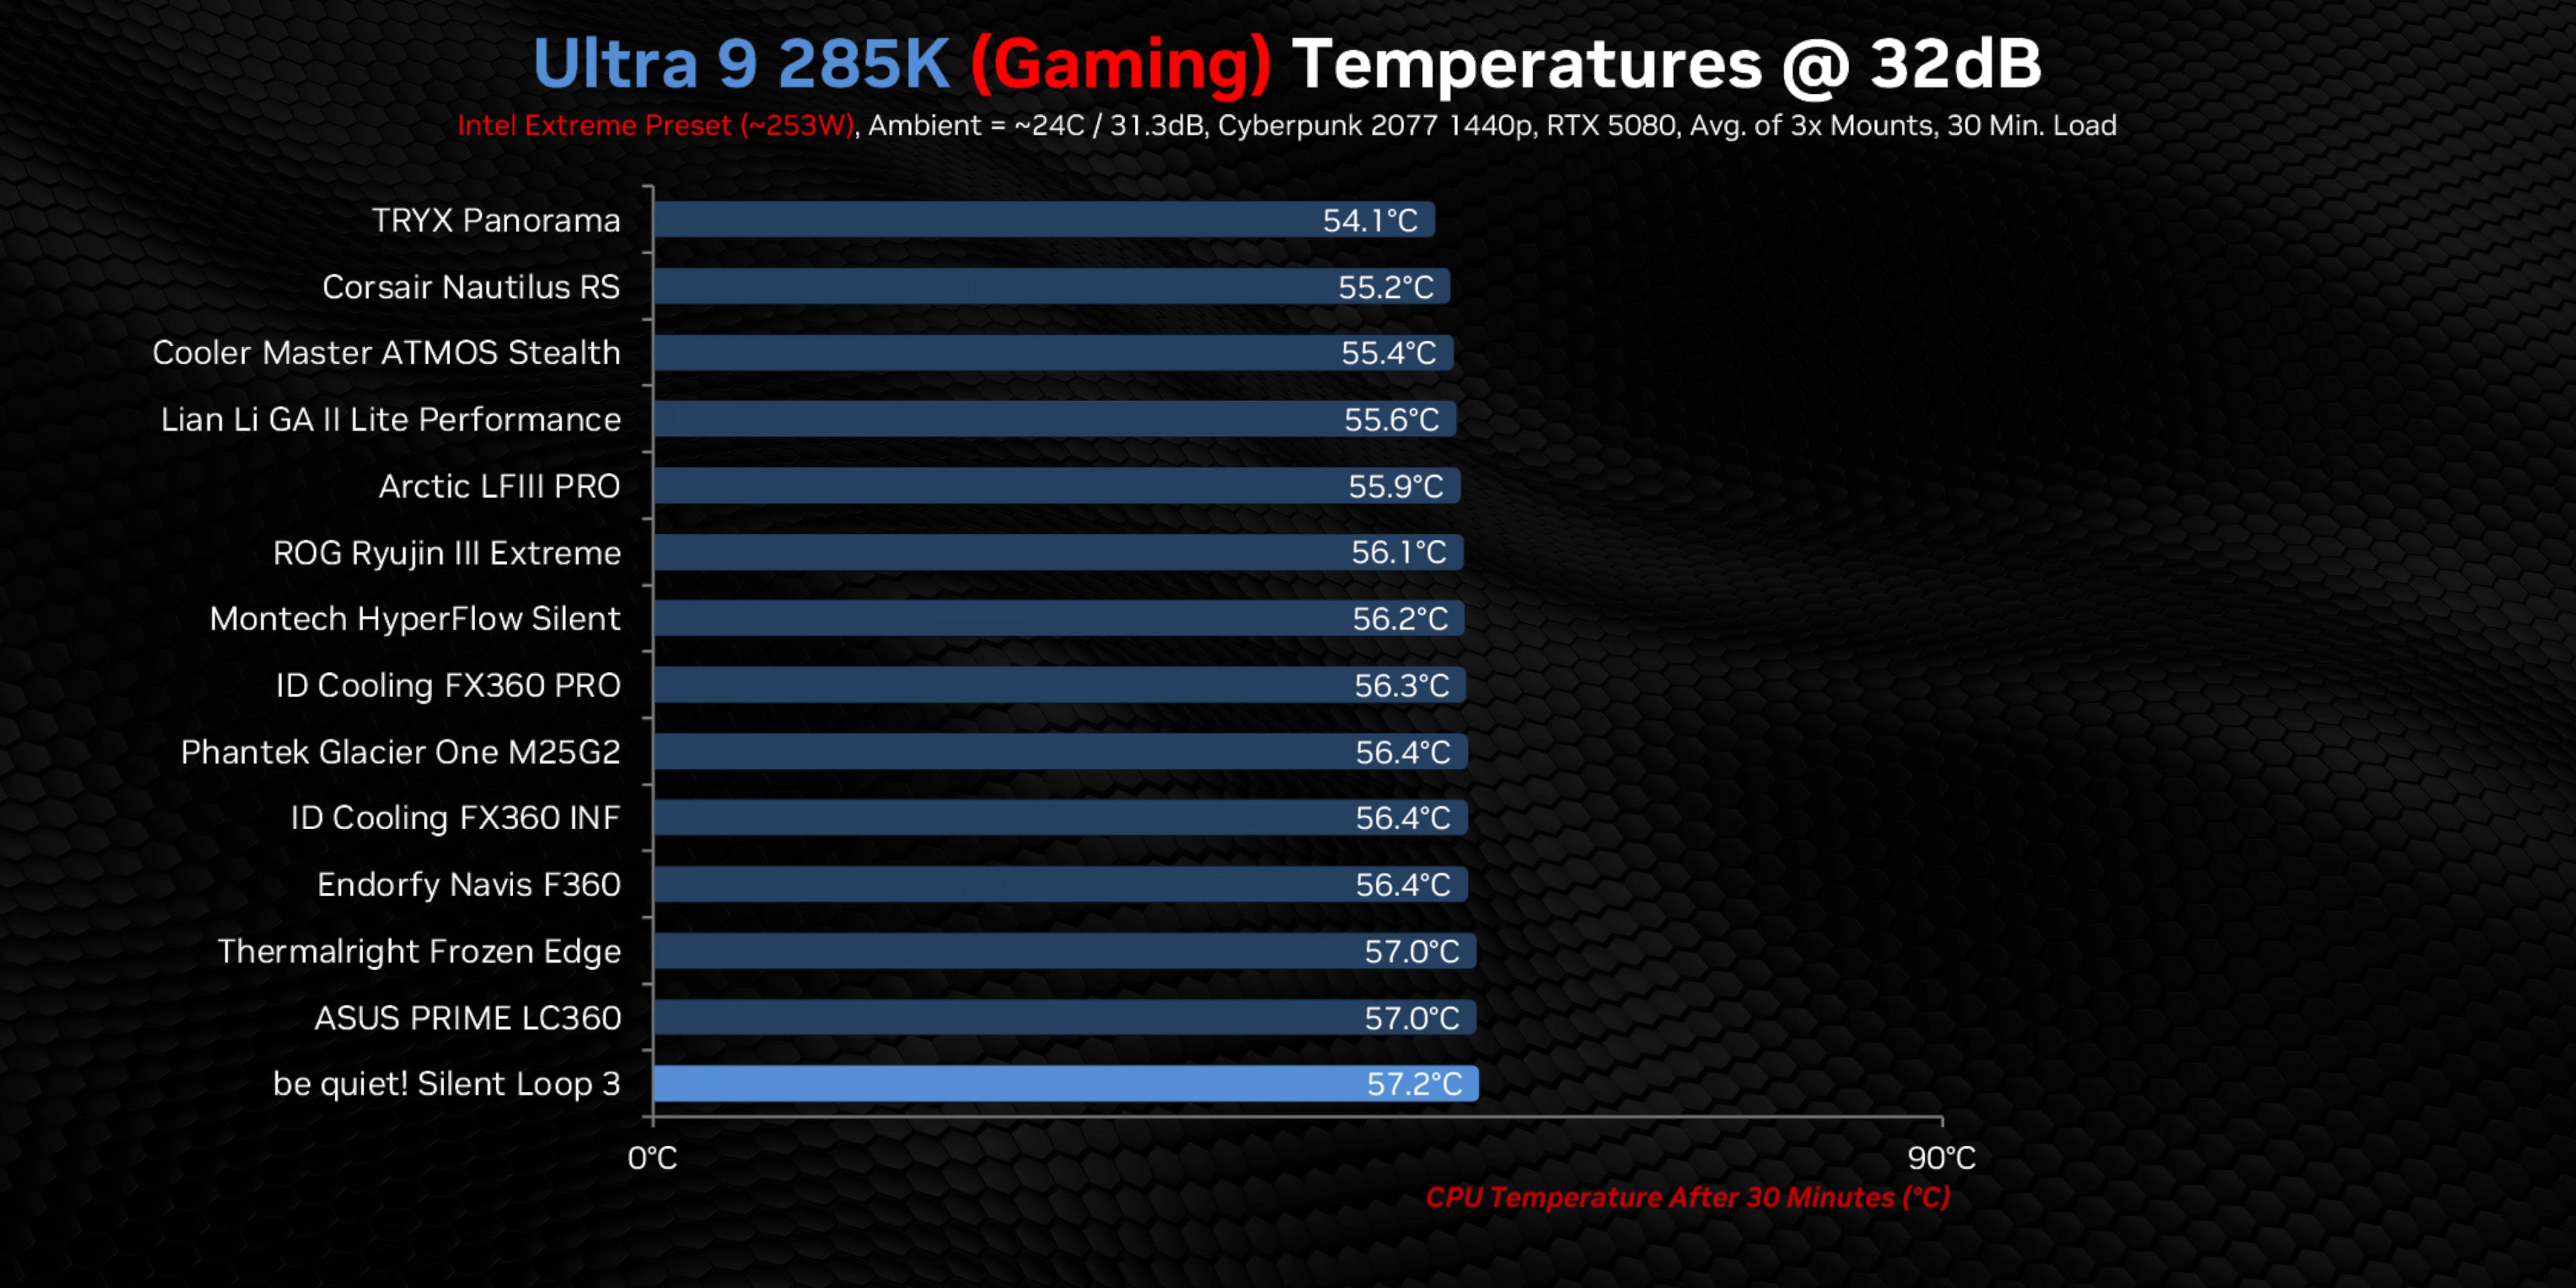 Ultra 9 285K (Gaming) Temperatures @ 32dB
Intel Extreme Preset (~253W), Ambient = ~24C / 31.3dB, Cyberpunk 2077 1440p, RTX 5080, Avg. of 3x Mounts, 30 Min. Load
TRYX Panorama 54.1°C
Corsair Nautilus RS 55.2°C
Cooler Master ATMOS Stealth 55.4°C
Lian Li GA II Lite Performance 55.6°C
Arctic LFIII PRO 55.9°C
ROG Ryujin III Extreme 56.1°C
Montech HyperFlow Silent 56.2°C
ID Cooling FX360 PRO 56.3°C
Phantek Glacier One M25G2 56.4°C
ID Cooling FX360 INF 56.4°C
Endorfy Navis F360 56.4°C
Thermalright Frozen Edge 57.0°C
ASUS PRIME LC360 57.0°C
be quiet! Silent Loop 3 57.2°C
0°C 90°C
CPU Temperature After 30 Minutes (°C)